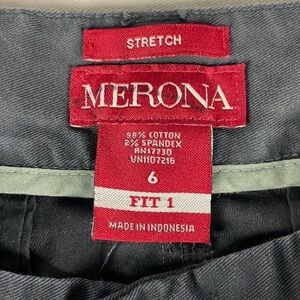 STRETCH
MERONA
98% COTTON
2% SPANDEX
RN17730
VN1107216
6
FIT 1
MADE IN INDONESIA